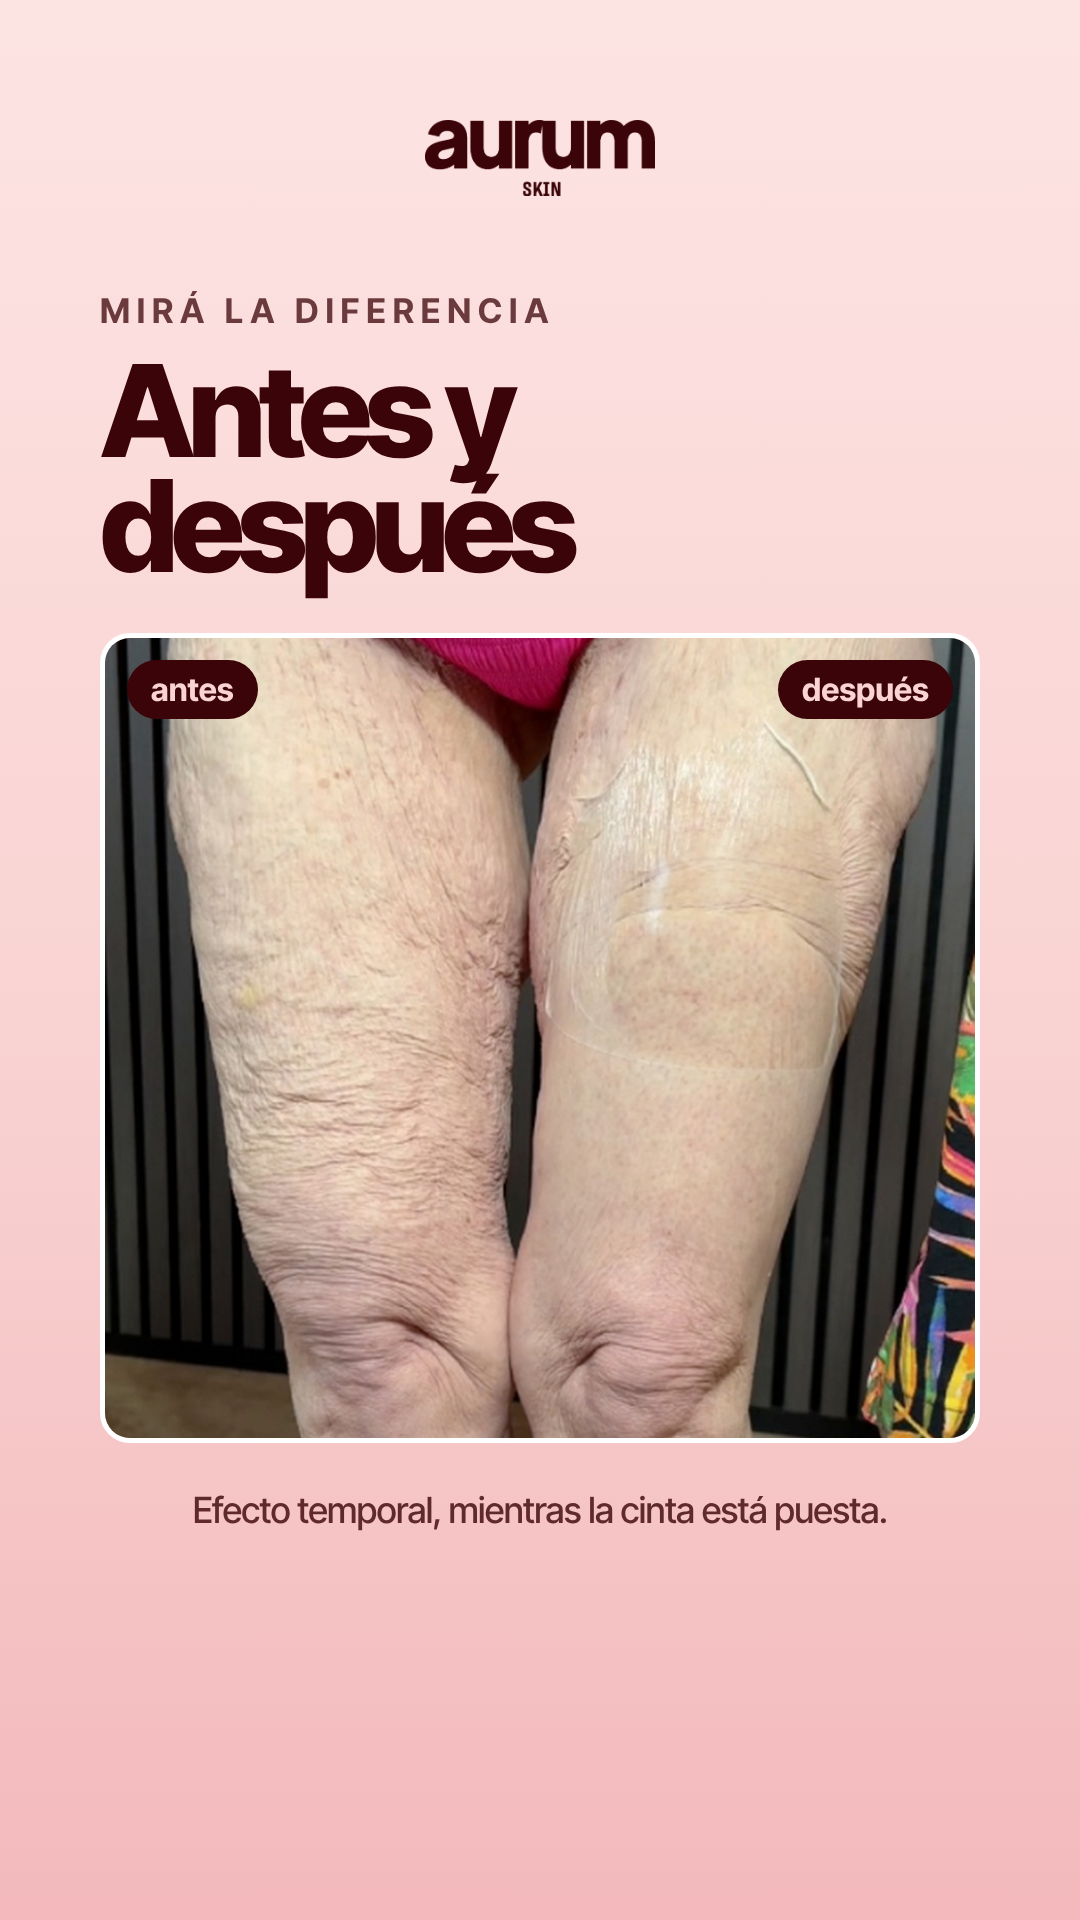 aurum
SKIN
MIRÁ LA DIFERENCIA
Antes y
después
antes
después
Efecto temporal, mientras la cinta está puesta.